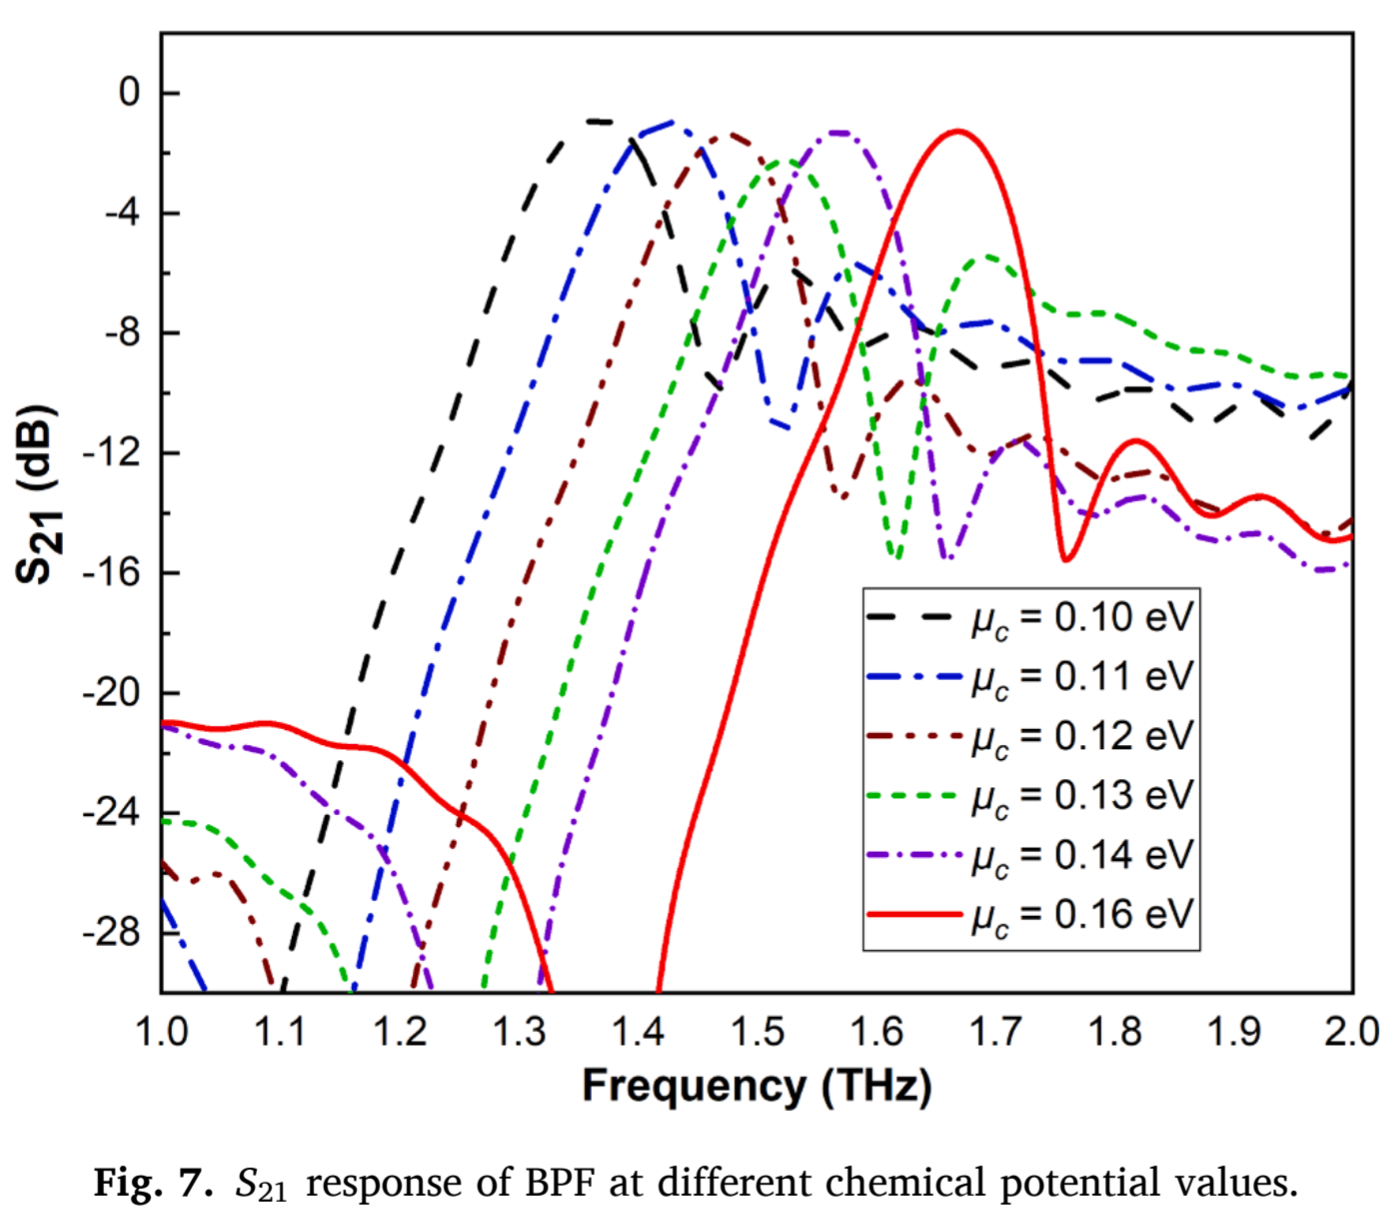 0
-4
-8
-12
-16
-20
-24
-28
S21 (dB)
μc = 0.10 eV
μc = 0.11 eV
μc = 0.12 eV
μc = 0.13 eV
μc = 0.14 eV
μc = 0.16 eV
1.0 1.1 1.2 1.3 1.4 1.5 1.6 1.7 1.8 1.9 2.0
Frequency (THz)
Fig. 7. S21 response of BPF at different chemical potential values.